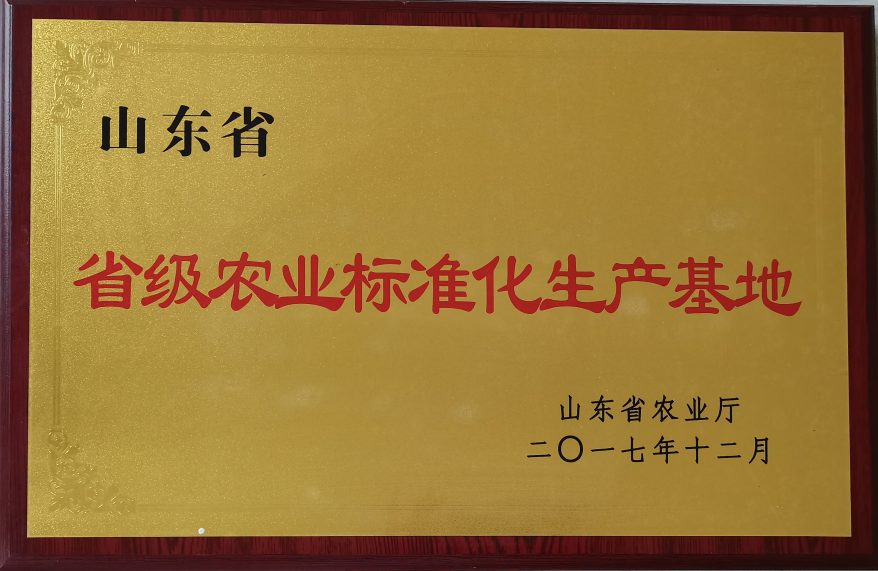 山东省
省级农业标准化生产基地
山东省农业厅
二〇一七年十二月